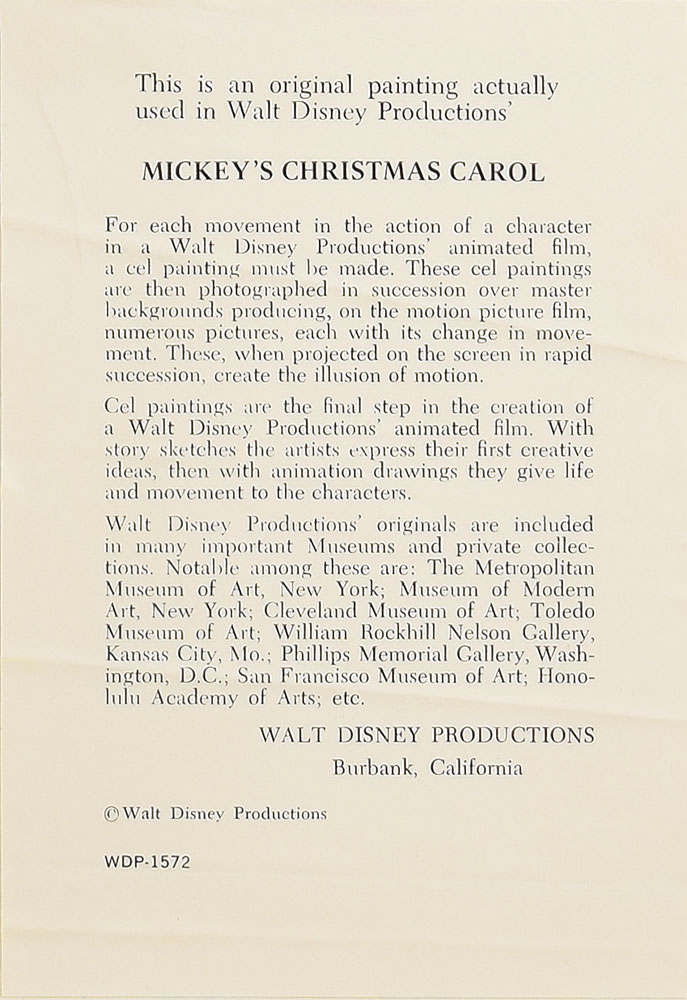 This is an original painting actually
used in Walt Disney Productions’
MICKEY’S CHRISTMAS CAROL
For each movement in the action of a character
in a Walt Disney Productions’ animated film,
a cel painting must be made. These cel paintings
are then photographed in succession over master
backgrounds producing, on the motion picture film,
numerous pictures, each with its change in move-
ment. These, when projected on the screen in rapid
succession, create the illusion of motion.
Cel paintings are the final step in the creation of
a Walt Disney Productions’ animated film. With
story sketches the artists express their first creative
ideas, then with animation drawings they give life
and movement to the characters.
Walt Disney Productions’ originals are included
in many important Museums and private collec-
tions. Notable among these are: The Metropolitan
Museum of Art, New York; Museum of Modern
Art, New York; Cleveland Museum of Art; Toledo
Museum of Art; William Rockhill Nelson Gallery,
Kansas City, Mo.; Phillips Memorial Gallery, Wash-
ington, D.C.; San Francisco Museum of Art; Hono-
lulu Academy of Arts; etc.
WALT DISNEY PRODUCTIONS
Burbank, California
© Walt Disney Productions
WDP-1572